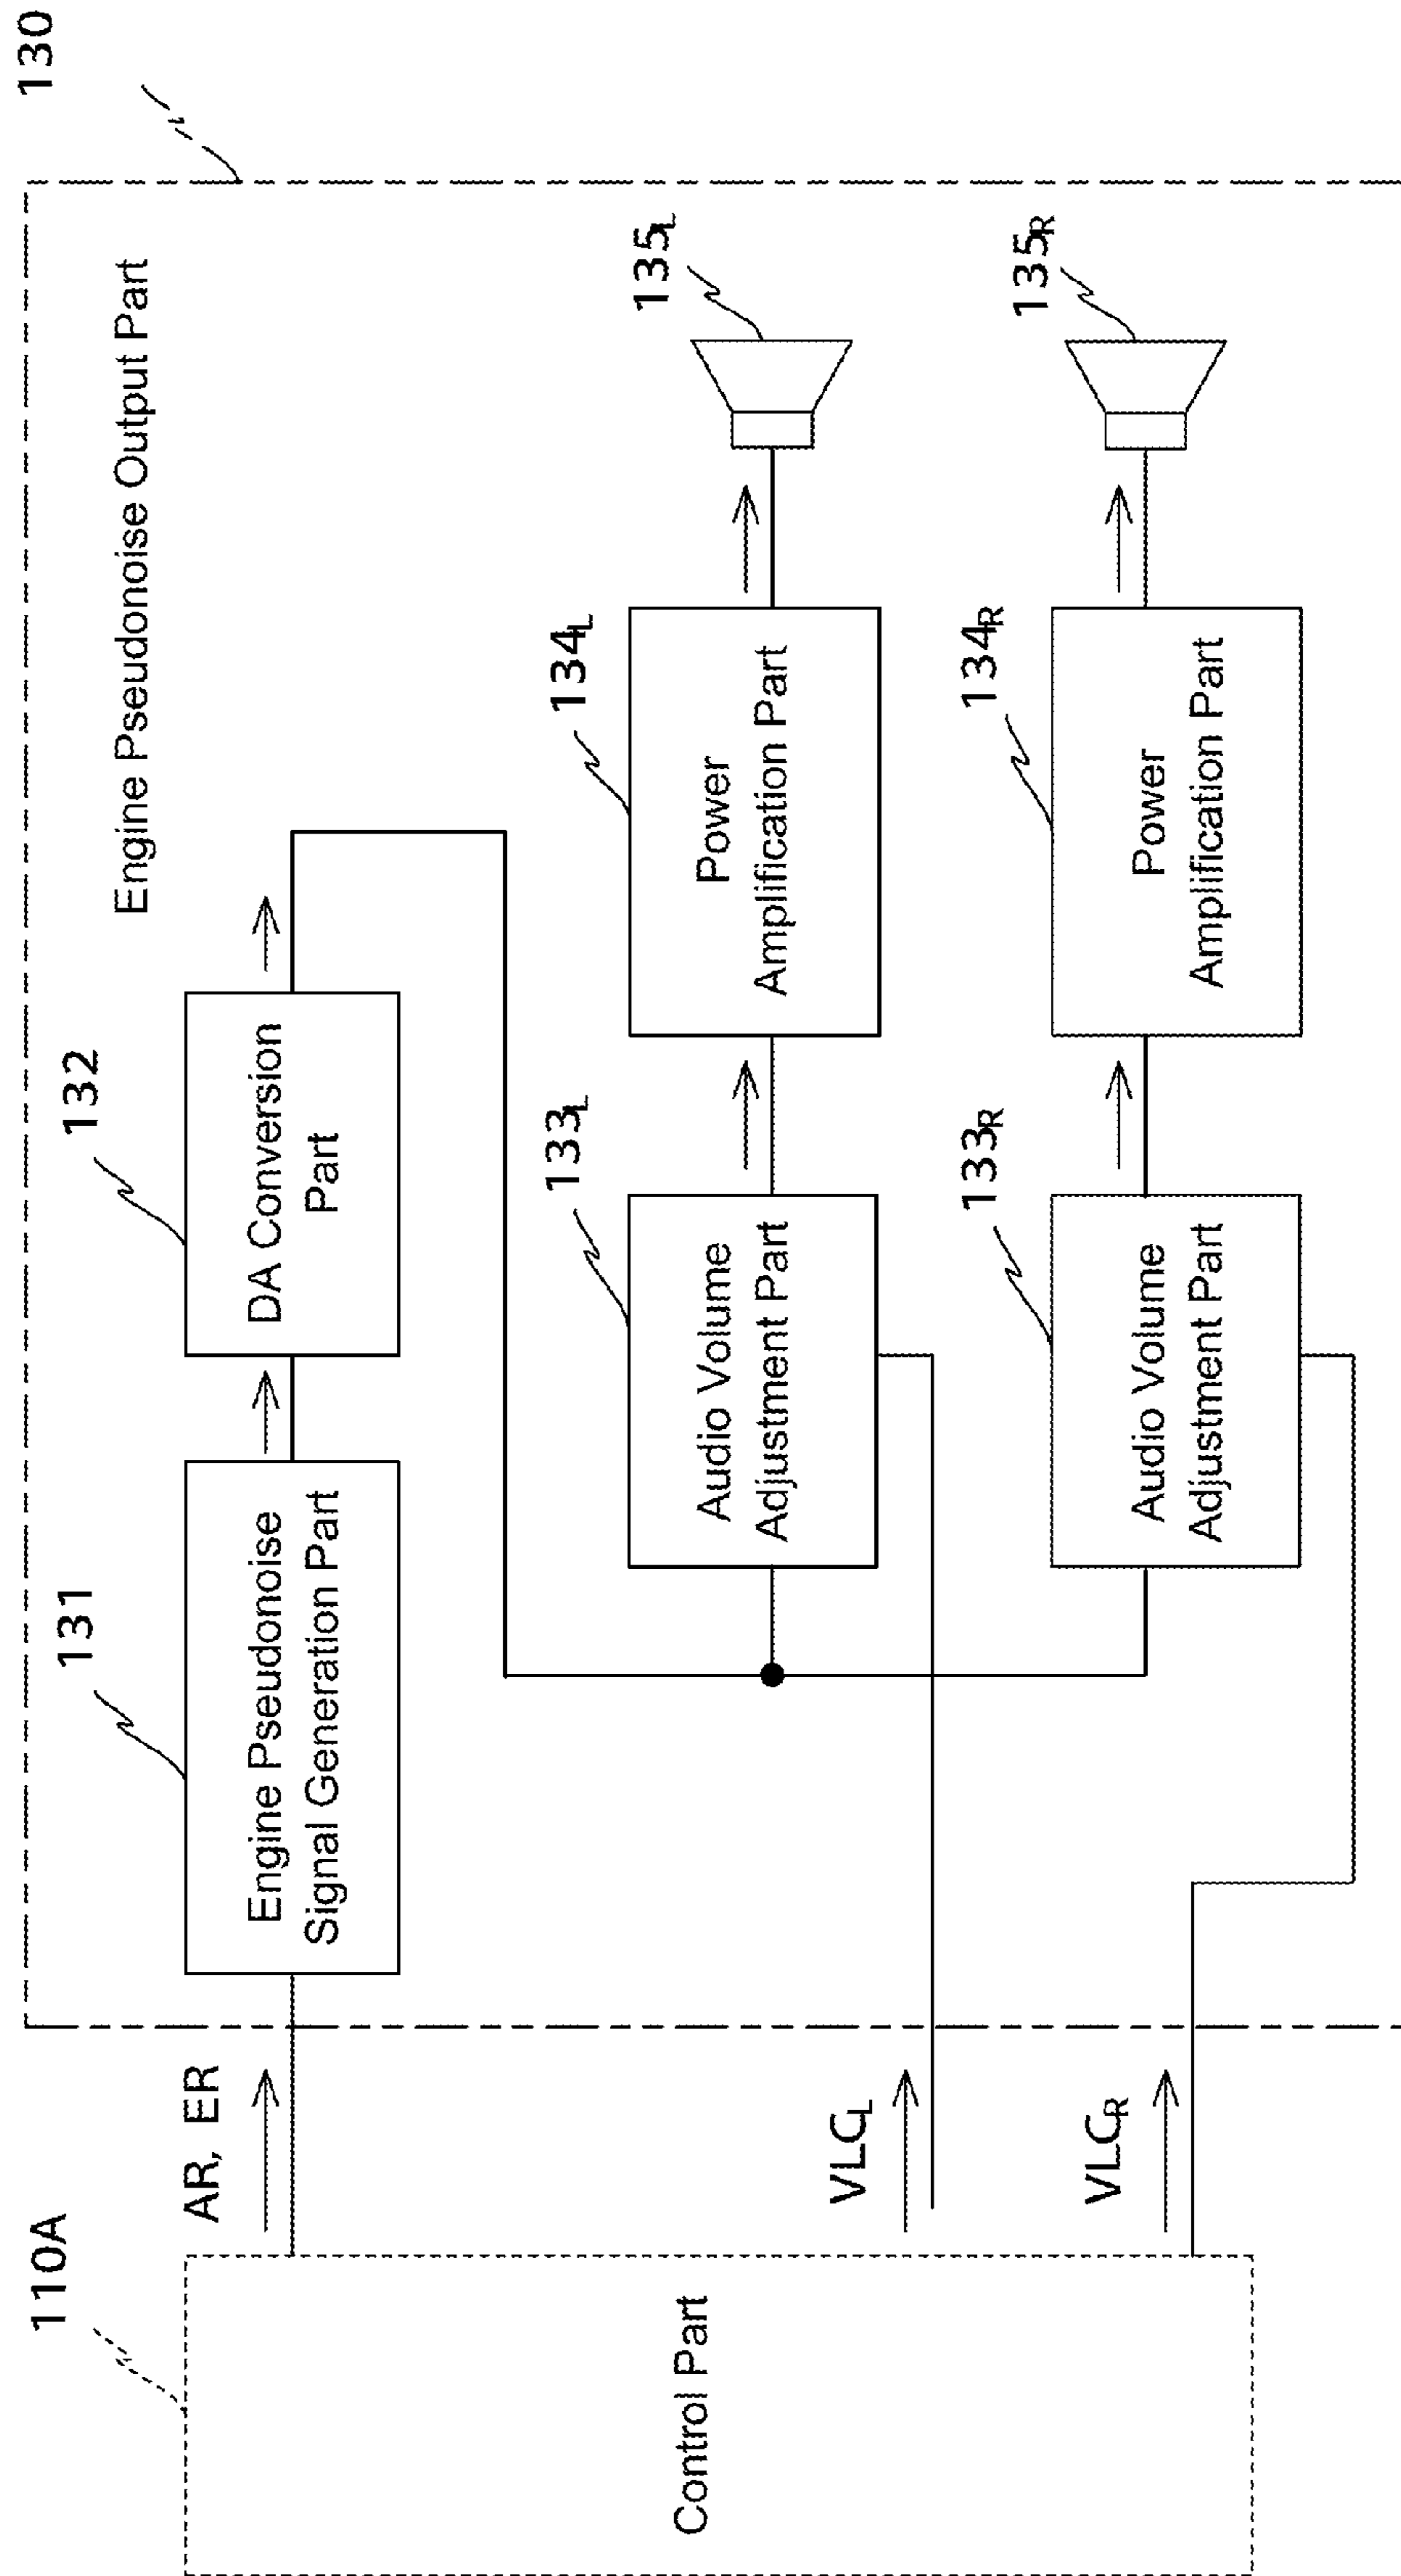 130
Engine Pseudonoise Output Part
110A
Control Part
AR, ER
VLCL
VLCR
131
Engine Pseudonoise
Signal Generation Part
132
DA Conversion
Part
133L
Audio Volume
Adjustment Part
134L
Power
Amplification Part
135L
133R
Audio Volume
Adjustment Part
134R
Power
Amplification Part
135R